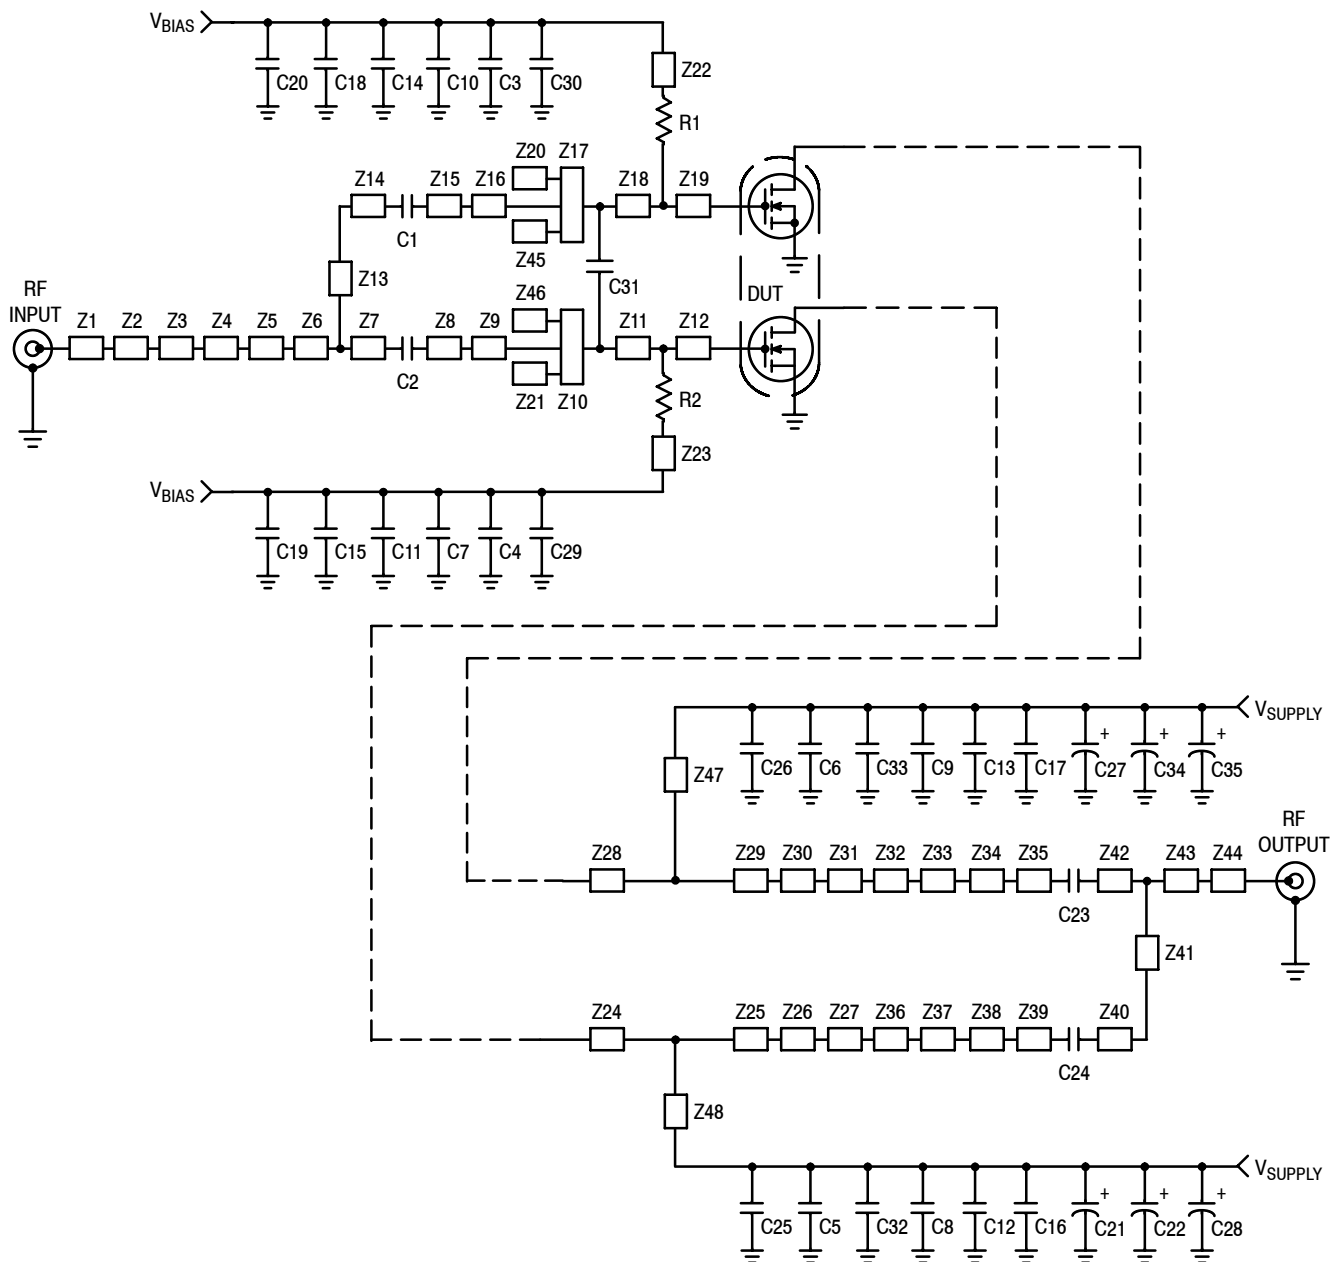 VBIAS
C20 C18 C14 C10 C3 C30
Z22
R1
Z20 Z17
Z14 Z15 Z16 Z18 Z19
C1
Z45
Z13
C31
DUT
RF
INPUT
Z46
Z1 Z2 Z3 Z4 Z5 Z6 Z7 Z8 Z9 Z11 Z12
C2
Z21 Z10
R2
Z23
VBIAS
C19 C15 C11 C7 C4 C29
VSUPPLY
+ + +
C26 C6 C33 C9 C13 C17 C27 C34 C35
Z47
RF
OUTPUT
Z28 Z29 Z30 Z31 Z32 Z33 Z34 Z35 Z42 Z43 Z44
C23
Z41
Z24 Z25 Z26 Z27 Z36 Z37 Z38 Z39 Z40
C24
Z48
VSUPPLY
+ + +
C25 C5 C32 C8 C12 C16 C21 C22 C28